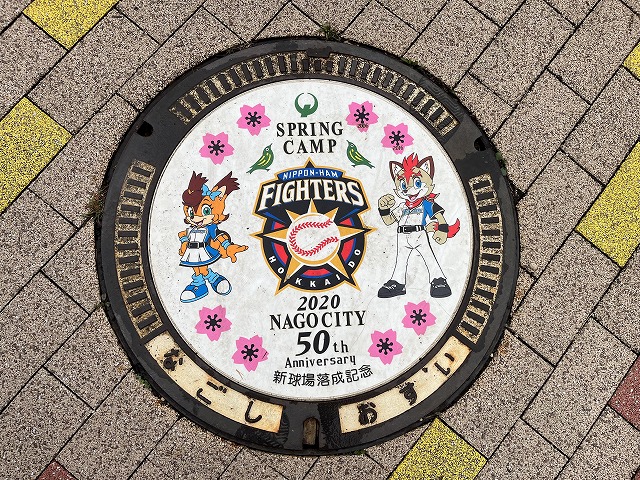 SPRING
CAMP
NIPPON-HAM
FIGHTERS
HOKKAIDO
2020
NAGO CITY
50th
Anniversary
新球場落成記念
なごし
おすい